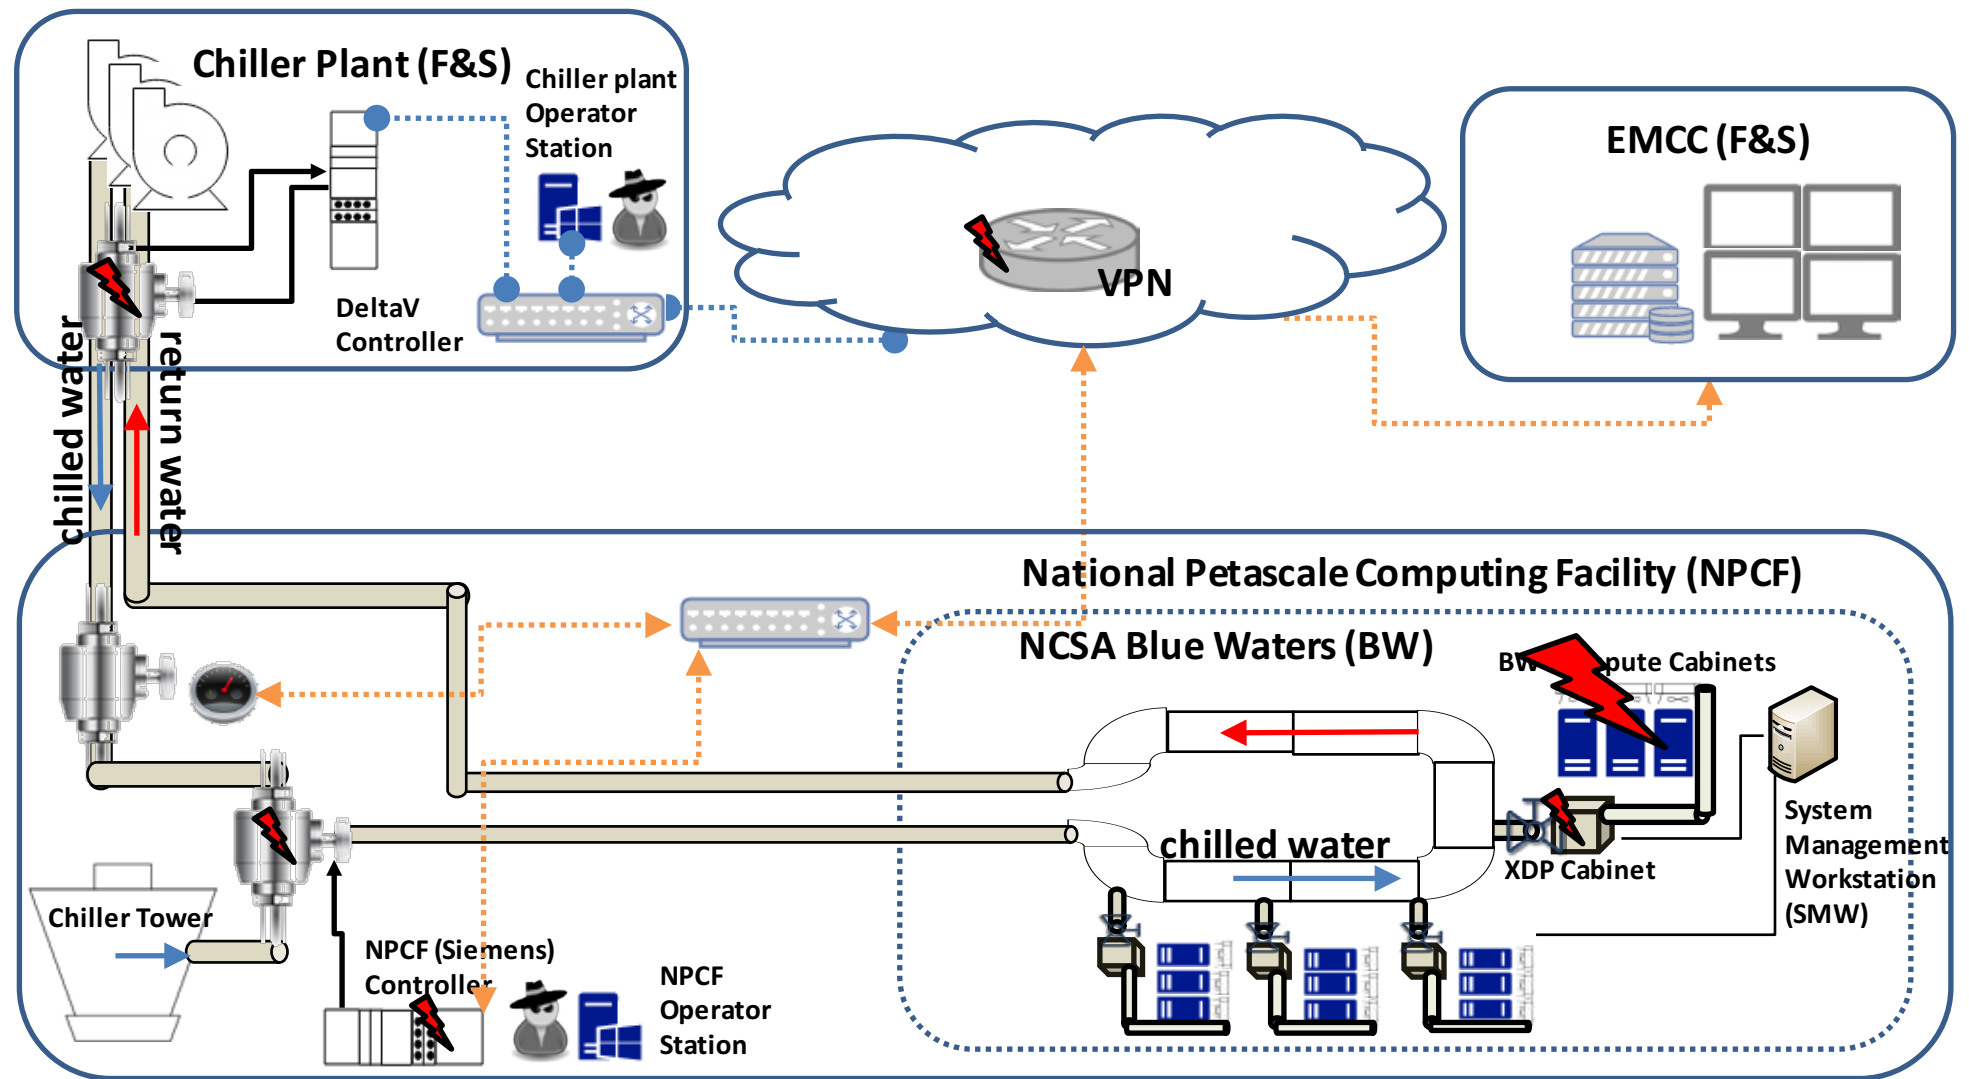 Chiller Plant (F&S)
Chiller plant
Operator
Station
DeltaV
Controller
VPN
EMCC (F&S)
chilled water
return water
National Petascale Computing Facility (NPCF)
NCSA Blue Waters (BW)
BW pute Cabinets
chilled water
XDP Cabinet
System
Management
Workstation
(SMW)
Chiller Tower
NPCF (Siemens)
Controller
NPCF
Operator
Station